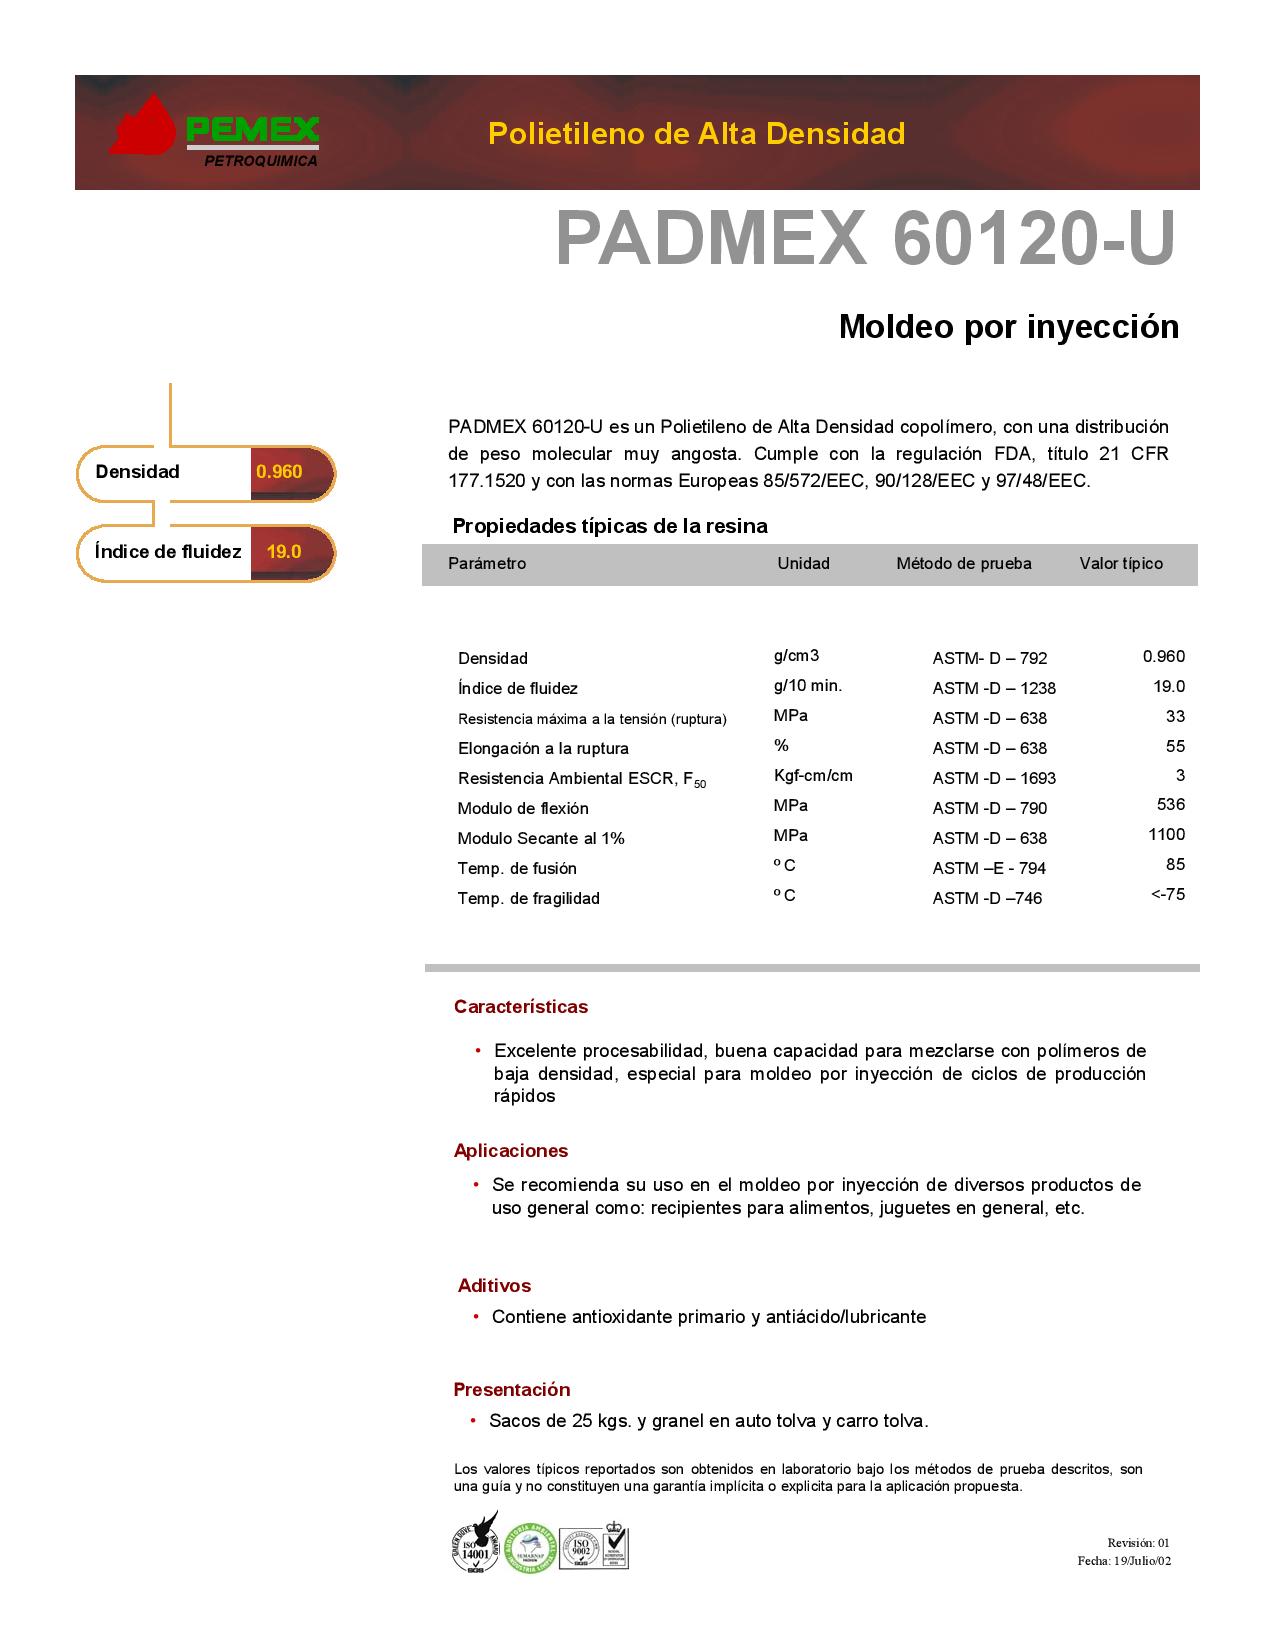 PEMEX
PETROQUIMICA
Polietileno de Alta Densidad
PADMEX 60120-U
Moldeo por inyección
Densidad 0.960
Índice de fluidez 19.0
PADMEX 60120-U es un Polietileno de Alta Densidad copolímero, con una distribución
de peso molecular muy angosta. Cumple con la regulación FDA, título 21 CFR
177.1520 y con las normas Europeas 85/572/EEC, 90/128/EEC y 97/48/EEC.
Propiedades típicas de la resina
Parámetro Unidad Método de prueba Valor típico
Densidad g/cm3 ASTM- D – 792 0.960
Índice de fluidez g/10 min. ASTM -D – 1238 19.0
Resistencia máxima a la tensión (ruptura) MPa ASTM -D – 638 33
Elongación a la ruptura % ASTM -D – 638 55
Resistencia Ambiental ESCR, F50 Kgf-cm/cm ASTM -D – 1693 3
Modulo de flexión MPa ASTM -D – 790 536
Modulo Secante al 1% MPa ASTM -D – 638 1100
Temp. de fusión º C ASTM –E - 794 85
Temp. de fragilidad º C ASTM -D –746 <-75
Características
• Excelente procesabilidad, buena capacidad para mezclarse con polímeros de
baja densidad, especial para moldeo por inyección de ciclos de producción
rápidos
Aplicaciones
• Se recomienda su uso en el moldeo por inyección de diversos productos de
uso general como: recipientes para alimentos, juguetes en general, etc.
Aditivos
• Contiene antioxidante primario y antiácido/lubricante
Presentación
• Sacos de 25 kgs. y granel en auto tolva y carro tolva.
Los valores típicos reportados son obtenidos en laboratorio bajo los métodos de prueba descritos, son
una guía y no constituyen una garantía implícita o explicita para la aplicación propuesta.
GREEN DOVE AWARD
ISO
14001
SGS
AUDITORIA AMBIENTAL
SEMARNAP
INDUSTRIA LIMPIA
ISO
9002
SGS
Revisión: 01
Fecha: 19/Julio/02